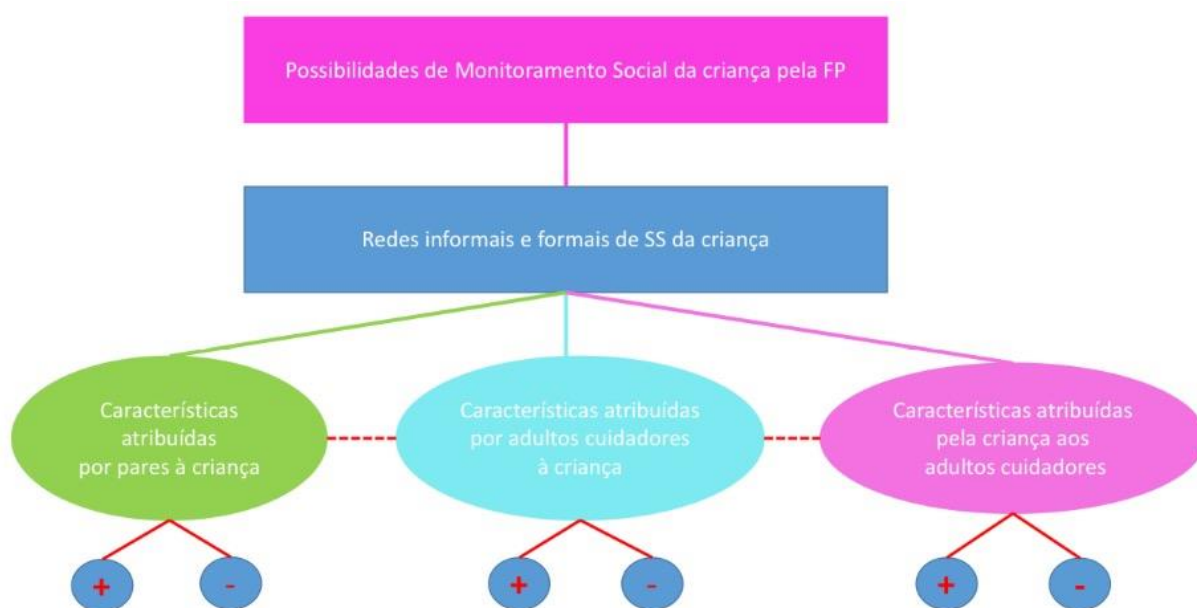 Possibilidades de Monitoramento Social da criança pela FP
Redes informais e formais de SS da criança
Características
atribuídas
por pares à criança
Características atribuídas
por adultos cuidadores
à criança
Características atribuídas
pela criança aos
adultos cuidadores
+ - + - + -